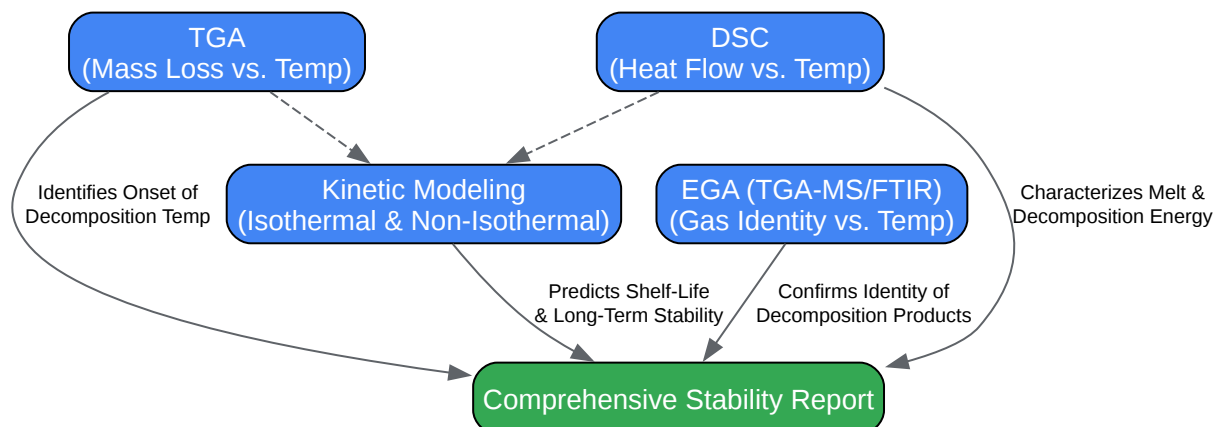 TGA
(Mass Loss vs. Temp)
DSC
(Heat Flow vs. Temp)
Identifies Onset of
Decomposition Temp
Kinetic Modeling
(Isothermal & Non-Isothermal)
EGA (TGA-MS/FTIR)
(Gas Identity vs. Temp)
Characterizes Melt &
Decomposition Energy
Predicts Shelf-Life
& Long-Term Stability
Confirms Identity of
Decomposition Products
Comprehensive Stability Report